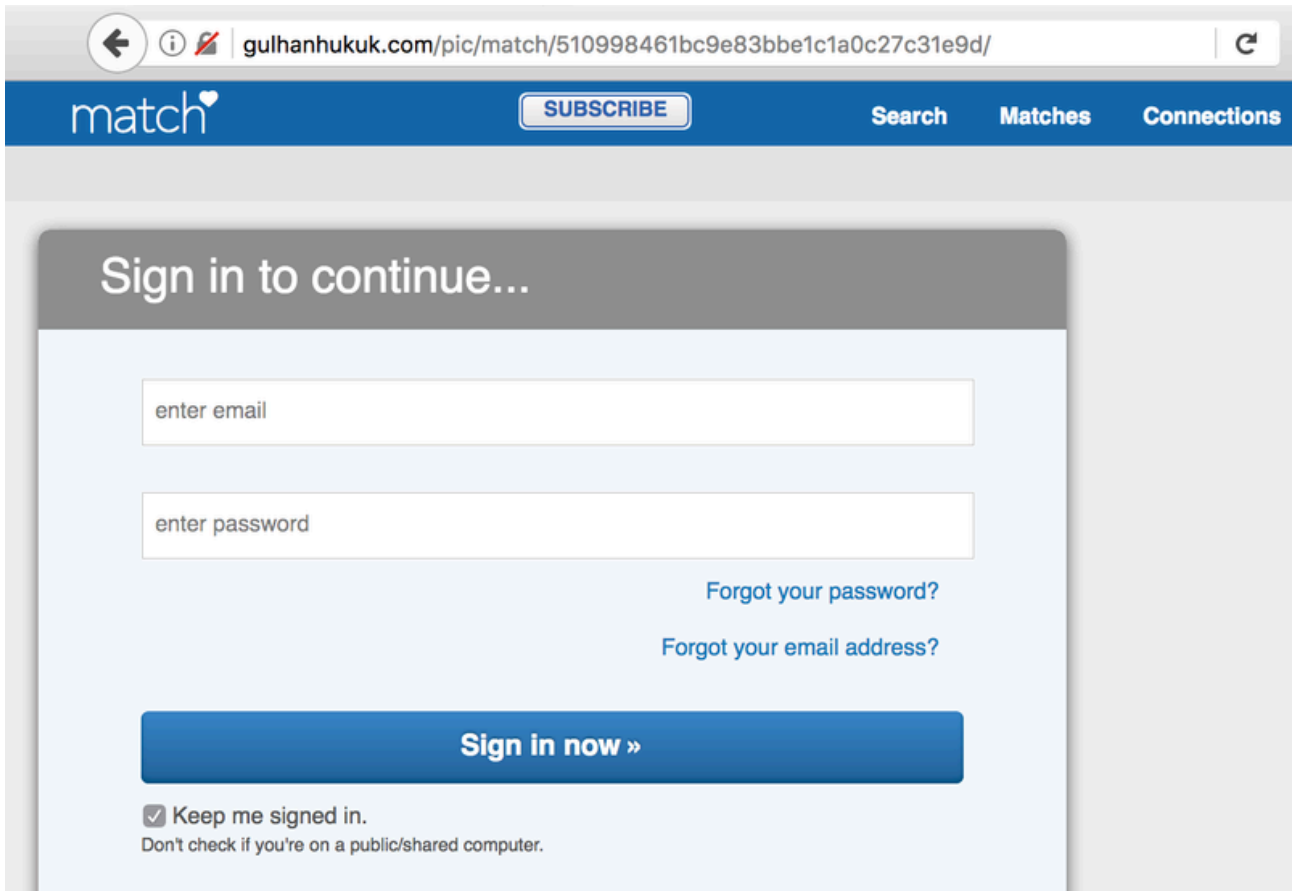 gulhanhukuk.com/pic/match/510998461bc9e83bbe1c1a0c27c31e9d/
match SUBSCRIBE Search Matches Connections
Sign in to continue...
enter email
enter password
Forgot your password?
Forgot your email address?
Sign in now »
Keep me signed in.
Don't check if you're on a public/shared computer.